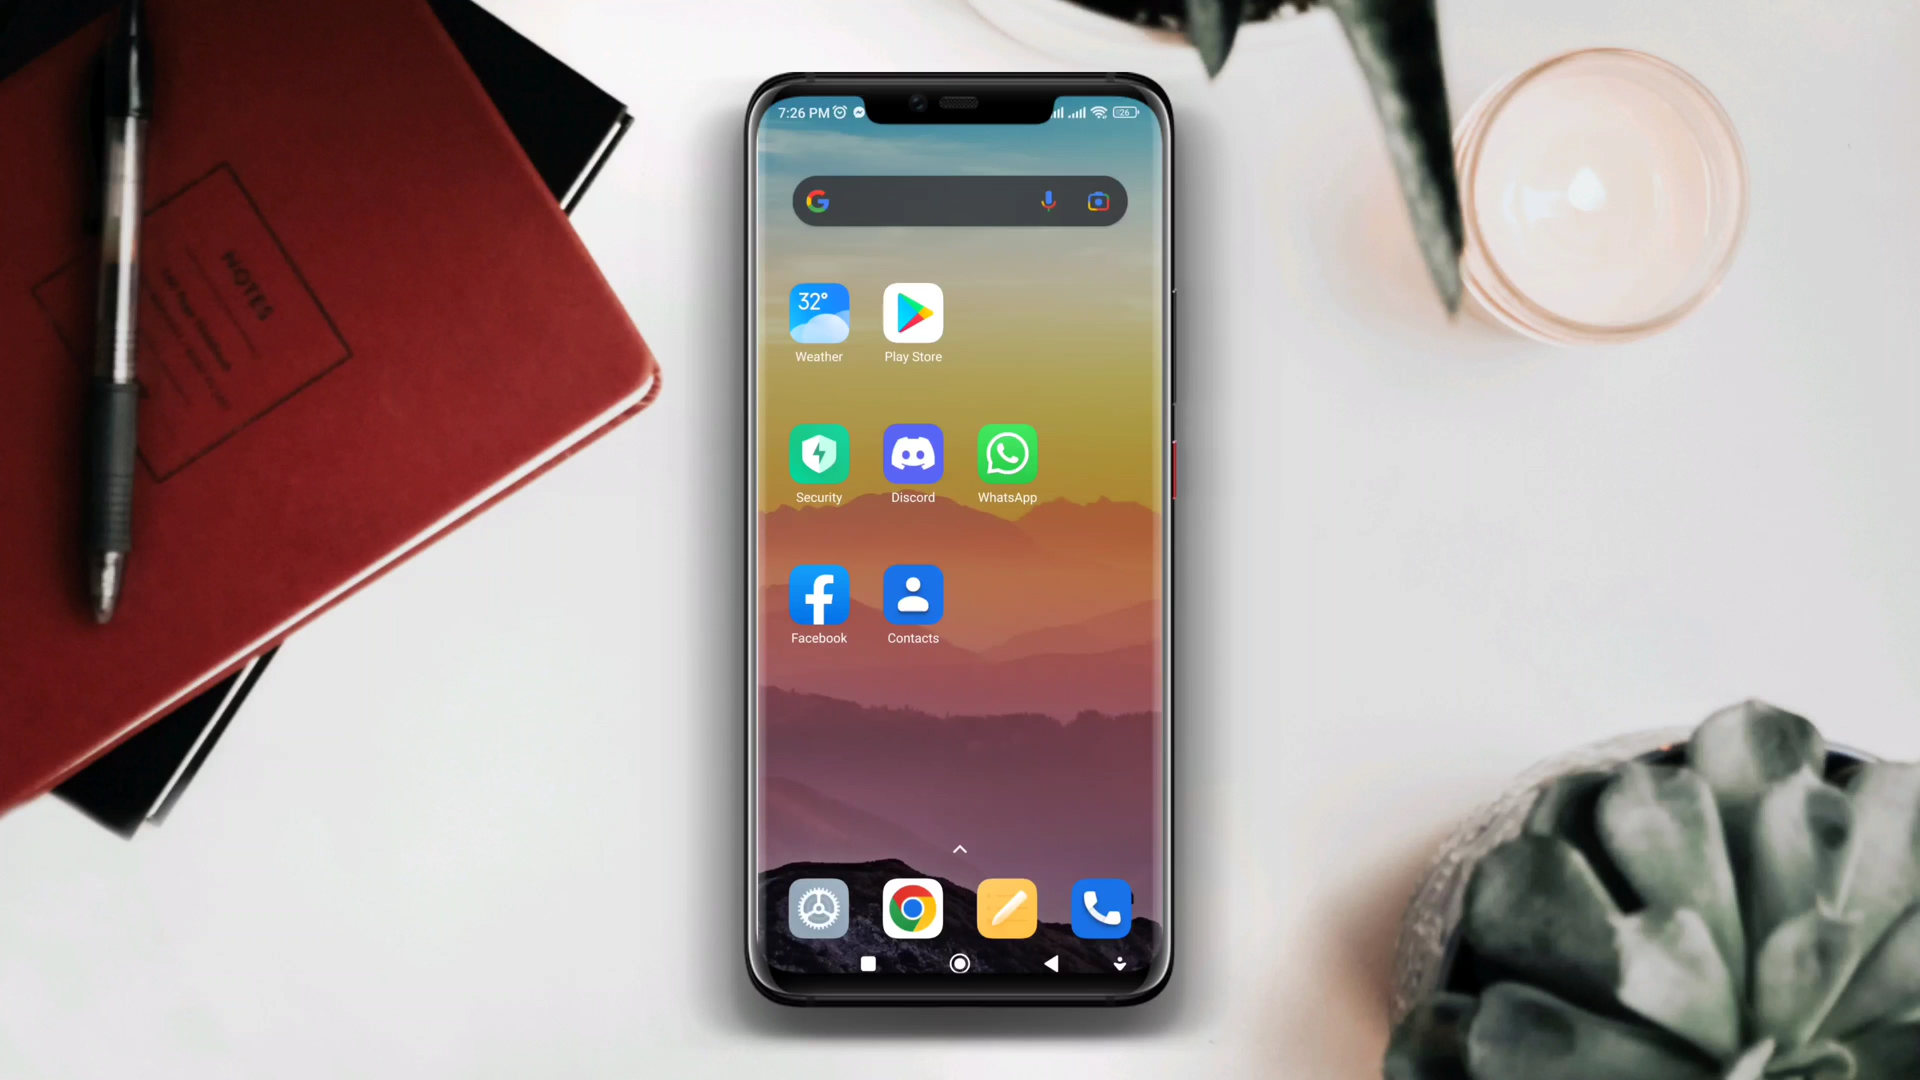 NOTES
7:26 PM
26
32°
Weather
Play Store
Security
Discord
WhatsApp
Facebook
Contacts